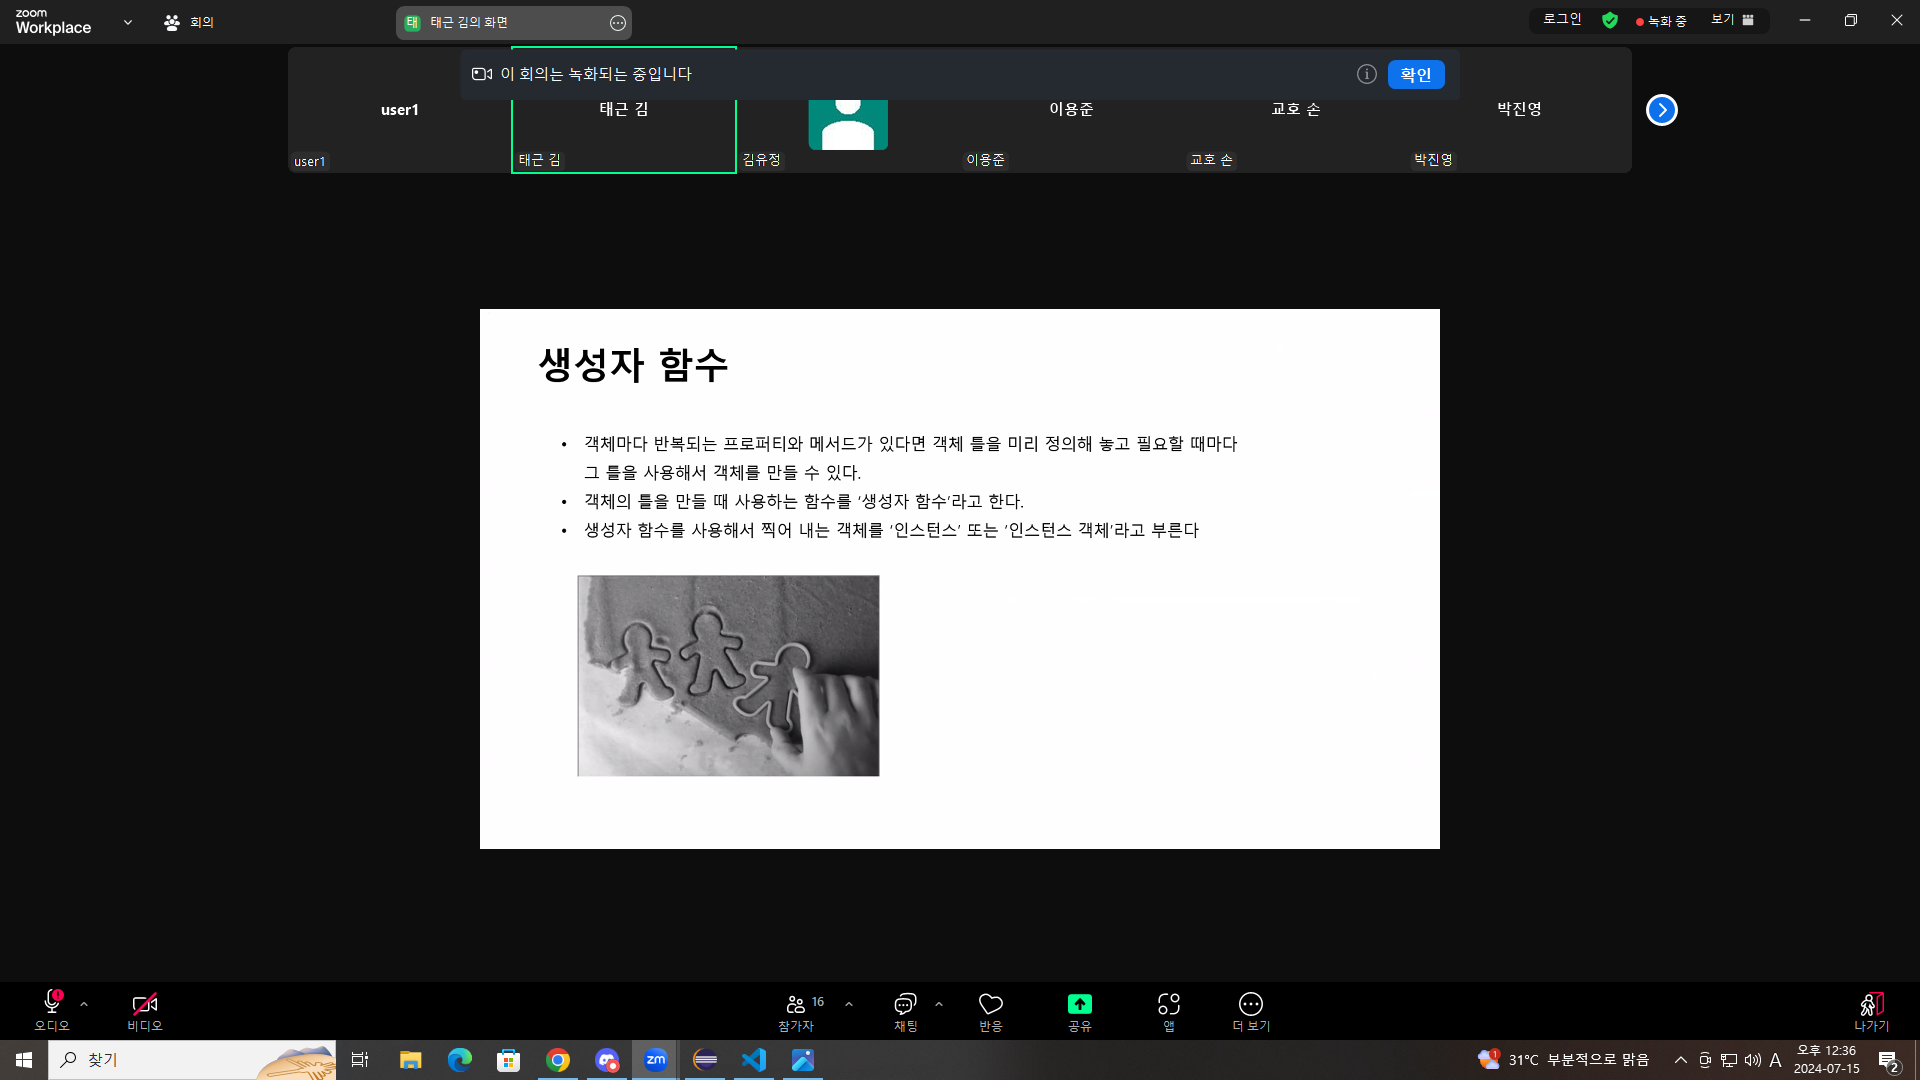 zoom
Workplace
회의
태
태근 김의 화면
로그인
녹화 중
보기
이 회의는 녹화되는 중입니다
확인
user1
태근 김
이용준
교호 손
박진영
user1
태근 김
김유정
이용준
교호 손
박진영
생성자 함수
• 객체마다 반복되는 프로퍼티와 메서드가 있다면 객체 틀을 미리 정의해 놓고 필요할 때마다
그 틀을 사용해서 객체를 만들 수 있다.
• 객체의 틀을 만들 때 사용하는 함수를 ‘생성자 함수’라고 한다.
• 생성자 함수를 사용해서 찍어 내는 객체를 ‘인스턴스’ 또는 ‘인스턴스 객체’라고 부른다
오디오
비디오
16
참가자
채팅
반응
공유
앱
더 보기
나가기
찾기
zm
1
31°C 부분적으로 맑음
A
오후 12:36
2024-07-15
2